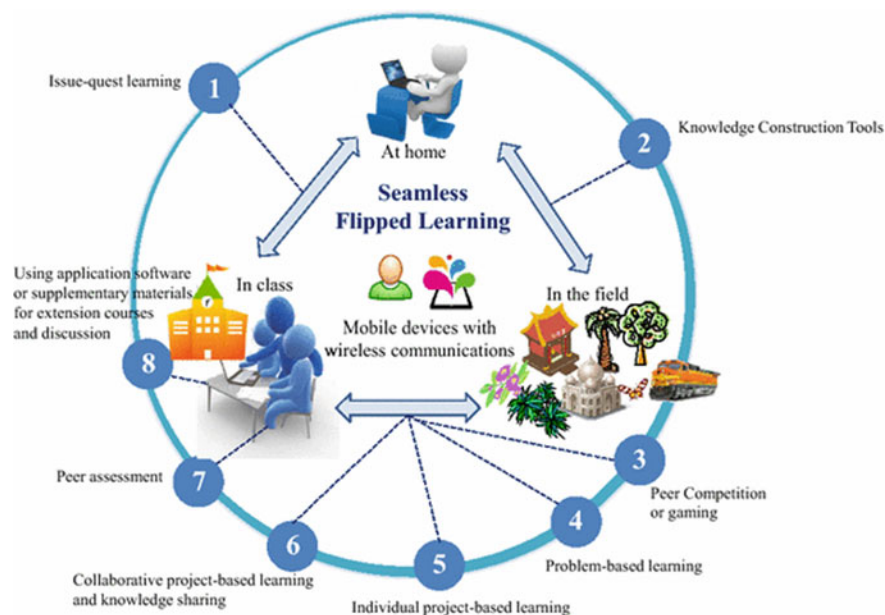 1
Issue-quest learning
At home
2
Knowledge Construction Tools
Seamless
Flipped Learning
Using application software
or supplementary materials
for extension courses
and discussion
In class
In the field
Mobile devices with
wireless communications
8
7
Peer assessment
3
Peer Competition
or gaming
4
Problem-based learning
6
Collaborative project-based learning
and knowledge sharing
5
Individual project-based learning